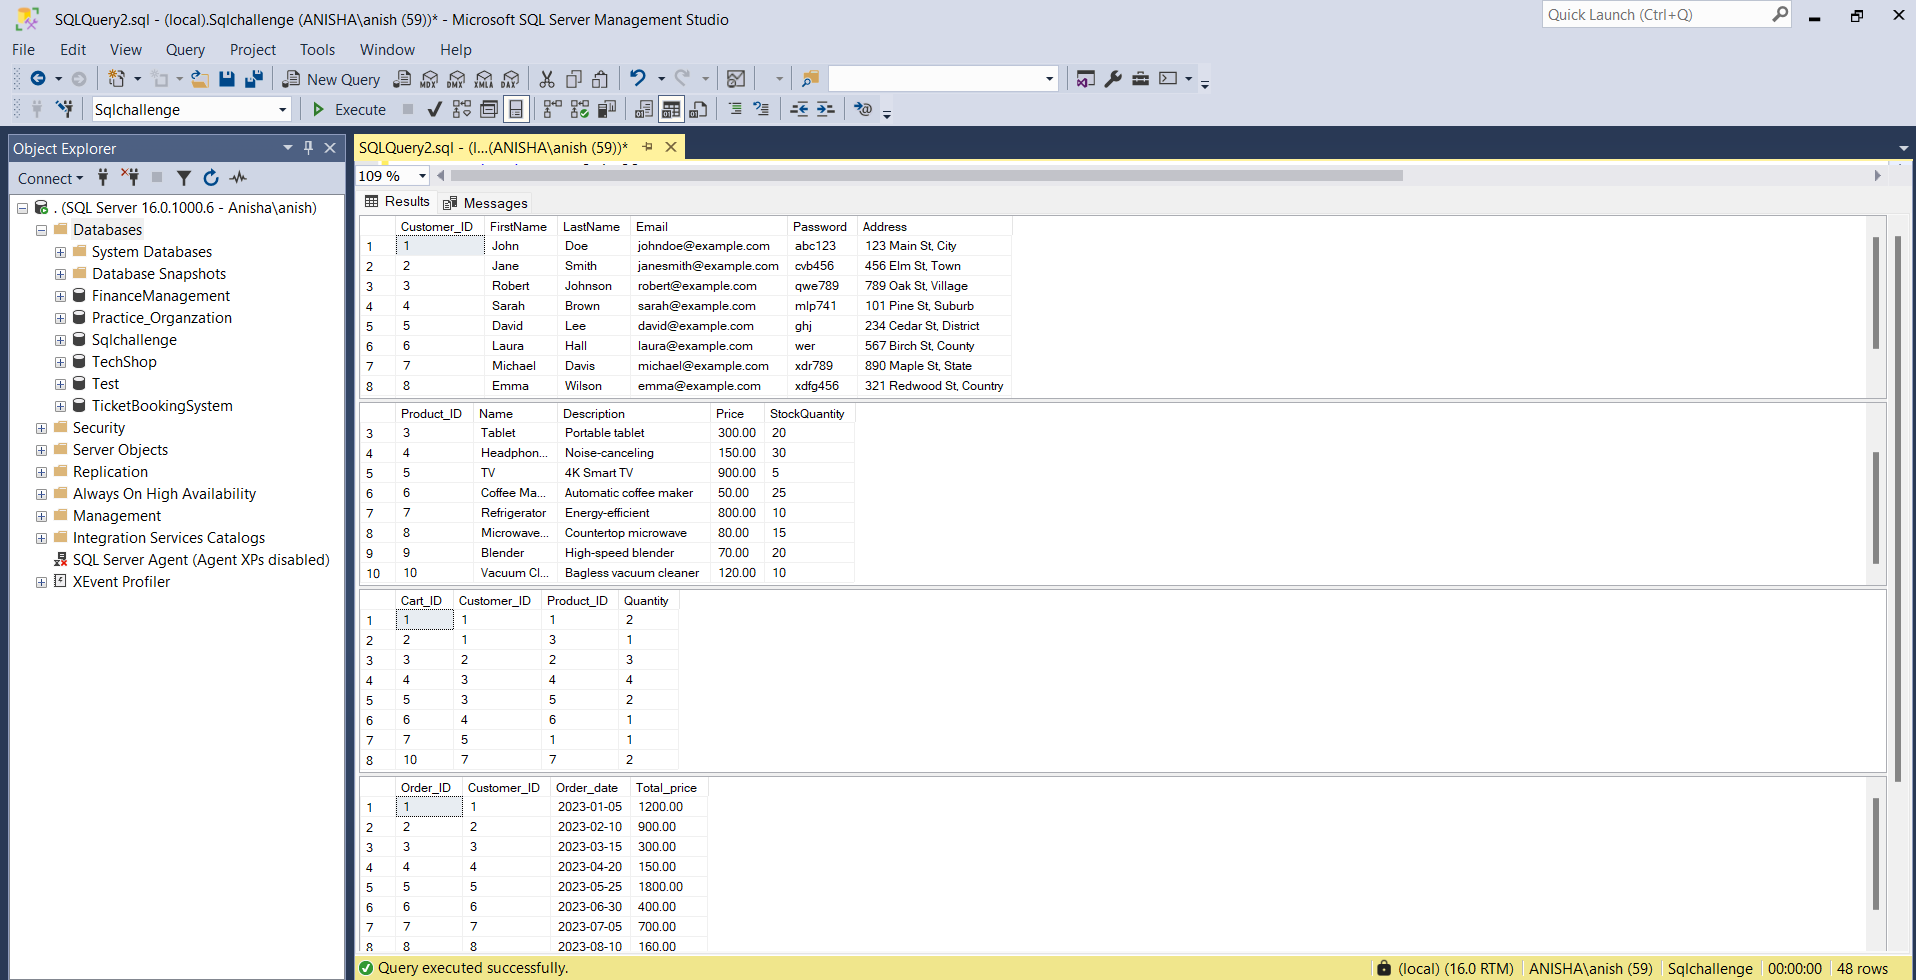 SQLQuery2.sql - (local).Sqlchallenge (ANISHA\anish (59))* - Microsoft SQL Server Management Studio
Quick Launch (Ctrl+Q)
File Edit View Query Project Tools Window Help
New Query MDX DMX XMLA DAX
Sqlchallenge Execute
Object Explorer
Connect
. (SQL Server 16.0.1000.6 - Anisha\anish)
Databases
System Databases
Database Snapshots
FinanceManagement
Practice_Organzation
Sqlchallenge
TechShop
Test
TicketBookingSystem
Security
Server Objects
Replication
Always On High Availability
Management
Integration Services Catalogs
SQL Server Agent (Agent XPs disabled)
XEvent Profiler
SQLQuery2.sql - (l...(ANISHA\anish (59))*
109 %
Results Messages
Customer_ID FirstName LastName Email Password Address
1 1 John Doe johndoe@example.com abc123 123 Main St, City
2 2 Jane Smith janesmith@example.com cvb456 456 Elm St, Town
3 3 Robert Johnson robert@example.com qwe789 789 Oak St, Village
4 4 Sarah Brown sarah@example.com mlp741 101 Pine St, Suburb
5 5 David Lee david@example.com ghj 234 Cedar St, District
6 6 Laura Hall laura@example.com wer 567 Birch St, County
7 7 Michael Davis michael@example.com xdr789 890 Maple St, State
8 8 Emma Wilson emma@example.com xdfg456 321 Redwood St, Country
Product_ID Name Description Price StockQuantity
3 3 Tablet Portable tablet 300.00 20
4 4 Headphon... Noise-canceling 150.00 30
5 5 TV 4K Smart TV 900.00 5
6 6 Coffee Ma... Automatic coffee maker 50.00 25
7 7 Refrigerator Energy-efficient 800.00 10
8 8 Microwave... Countertop microwave 80.00 15
9 9 Blender High-speed blender 70.00 20
10 10 Vacuum Cl... Bagless vacuum cleaner 120.00 10
Cart_ID Customer_ID Product_ID Quantity
1 1 1 1 2
2 2 1 3 1
3 3 2 2 3
4 4 3 4 4
5 5 3 5 2
6 6 4 6 1
7 7 5 1 1
8 10 7 7 2
Order_ID Customer_ID Order_date Total_price
1 1 1 2023-01-05 1200.00
2 2 2 2023-02-10 900.00
3 3 3 2023-03-15 300.00
4 4 4 2023-04-20 150.00
5 5 5 2023-05-25 1800.00
6 6 6 2023-06-30 400.00
7 7 7 2023-07-05 700.00
8 8 8 2023-08-10 160.00
Query executed successfully. (local) (16.0 RTM) ANISHA\anish (59) Sqlchallenge 00:00:00 48 rows